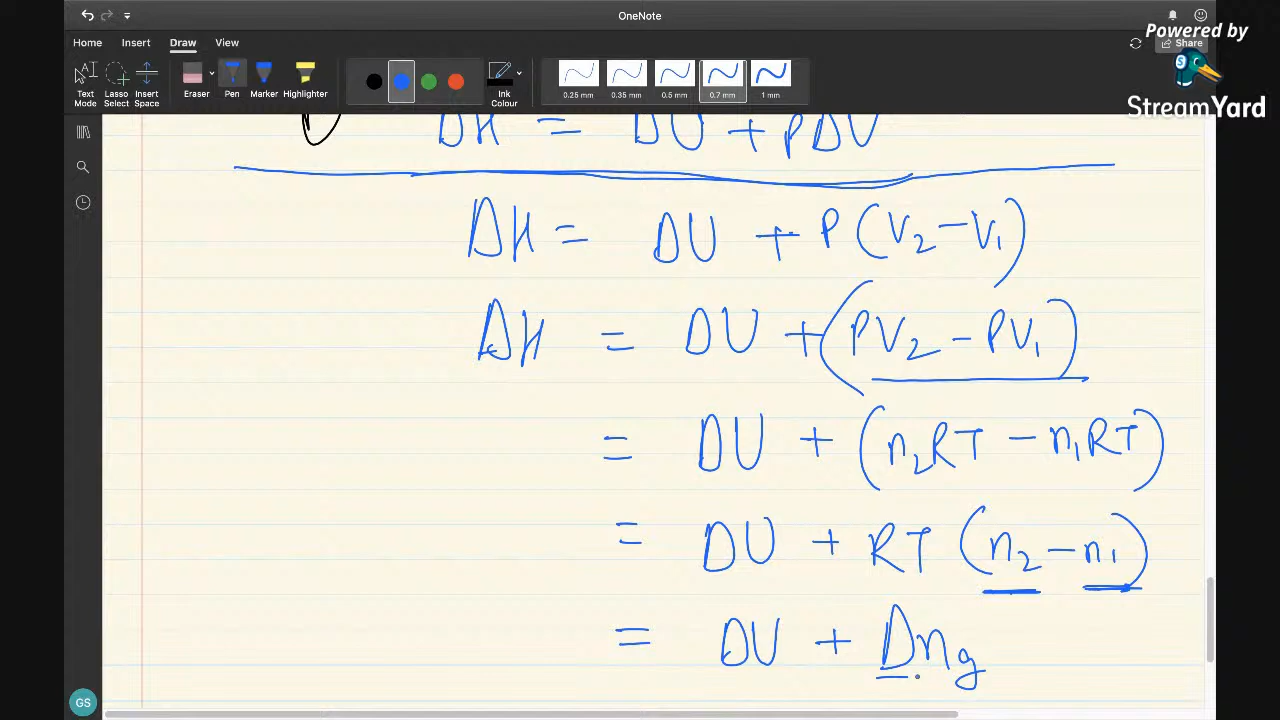 OneNote
Powered by
StreamYard
Home Insert Draw View
Share
Text Mode
Lasso Select
Insert Space
Eraser
Pen
Marker
Highlighter
Ink Colour
0.25 mm
0.35 mm
0.5 mm
0.7 mm
1 mm
ΔH = ΔU + PΔV
ΔH = ΔU + P(V₂ − V₁)
ΔH = ΔU + (PV₂ − PV₁)
= ΔU + (n₂RT − n₁RT)
= ΔU + RT (n₂ − n₁)
= ΔU + Δng
GS